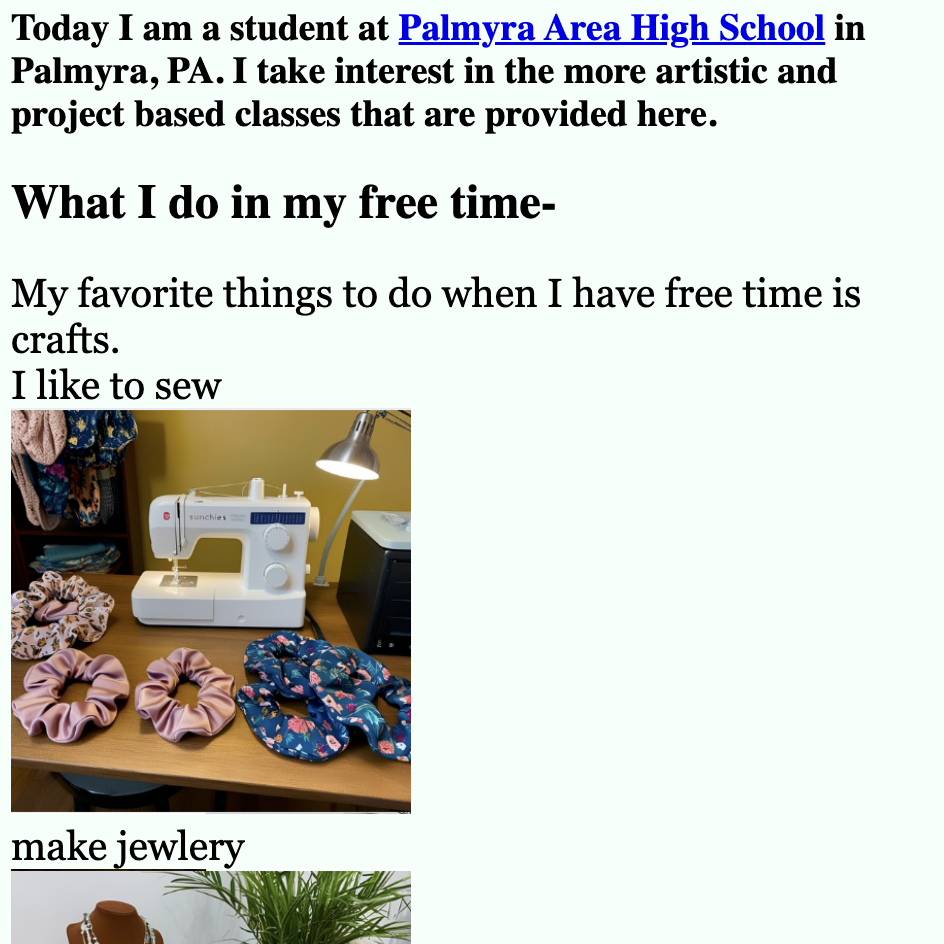 Today I am a student at Palmyra Area High School in
Palmyra, PA. I take interest in the more artistic and
project based classes that are provided here.
What I do in my free time-
My favorite things to do when I have free time is
crafts.
I like to sew
sunchies
make jewlery